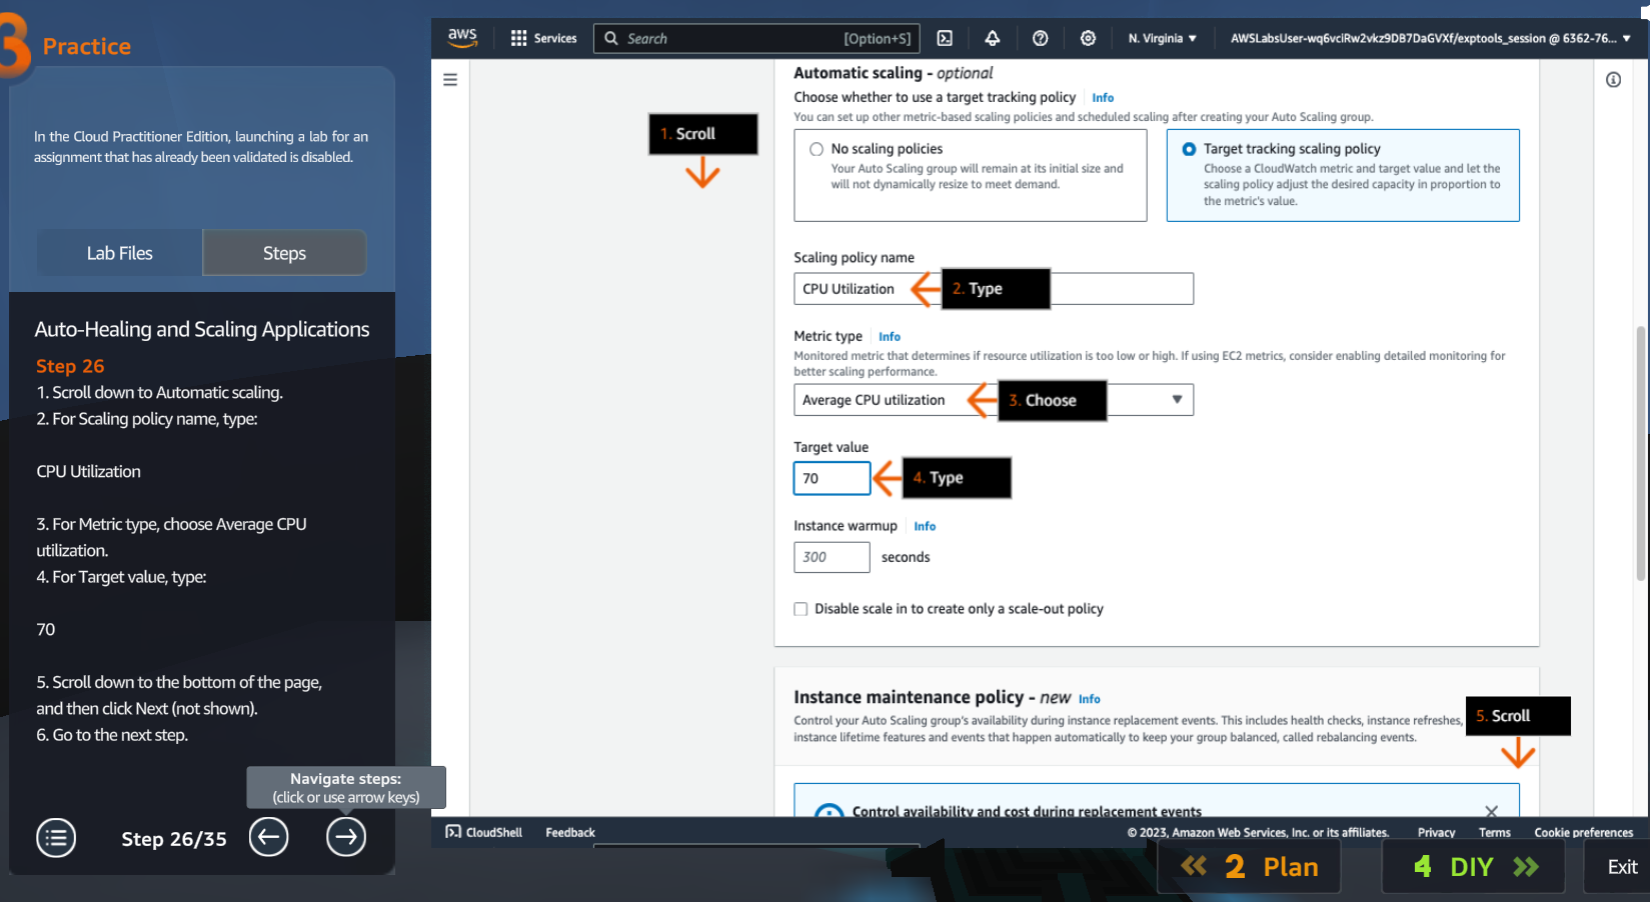 3 Practice
In the Cloud Practitioner Edition, launching a lab for an
assignment that has already been validated is disabled.
Lab Files
Steps
Auto-Healing and Scaling Applications
Step 26
1. Scroll down to Automatic scaling.
2. For Scaling policy name, type:
CPU Utilization
3. For Metric type, choose Average CPU
utilization.
4. For Target value, type:
70
5. Scroll down to the bottom of the page,
and then click Next (not shown).
6. Go to the next step.
Navigate steps:
(click or use arrow keys)
Step 26/35
aws
Services
Search
[Option+S]
N. Virginia
AWSLabsUser-wq6vciRw2vkz9DB7DaGVXf/exptools_session @ 6362-76...
Automatic scaling - optional
Choose whether to use a target tracking policy Info
You can set up other metric-based scaling policies and scheduled scaling after creating your Auto Scaling group.
1. Scroll
No scaling policies
Your Auto Scaling group will remain at its initial size and
will not dynamically resize to meet demand.
Target tracking scaling policy
Choose a CloudWatch metric and target value and let the
scaling policy adjust the desired capacity in proportion to
the metric's value.
Scaling policy name
CPU Utilization
2. Type
Metric type Info
Monitored metric that determines if resource utilization is too low or high. If using EC2 metrics, consider enabling detailed monitoring for
better scaling performance.
Average CPU utilization
3. Choose
Target value
70
4. Type
Instance warmup Info
300 seconds
Disable scale in to create only a scale-out policy
Instance maintenance policy - new Info
Control your Auto Scaling group's availability during instance replacement events. This includes health checks, instance refreshes,
instance lifetime features and events that happen automatically to keep your group balanced, called rebalancing events.
5. Scroll
Control availability and cost during replacement events
CloudShell
Feedback
© 2023, Amazon Web Services, Inc. or its affiliates.
Privacy
Terms
Cookie preferences
2 Plan
4 DIY
Exit